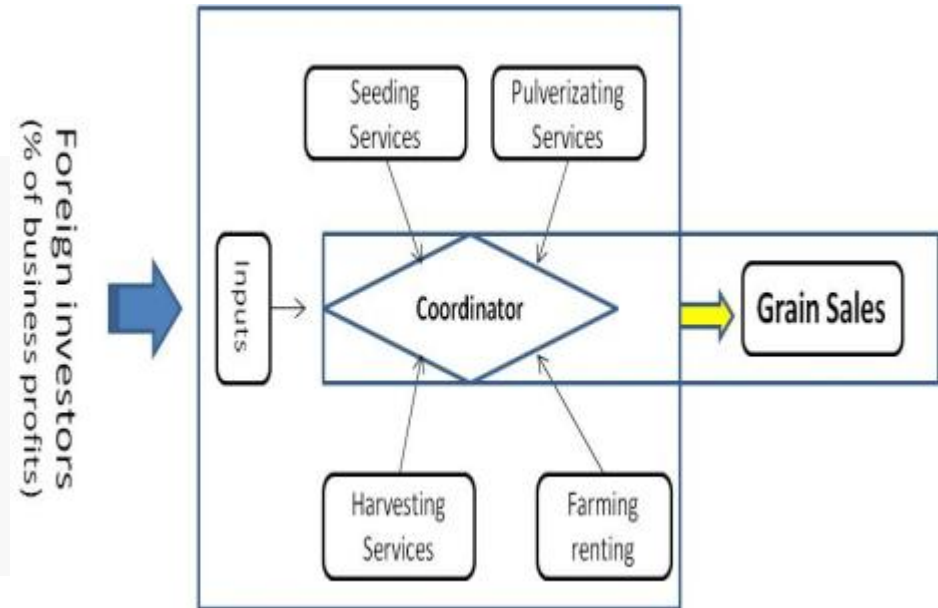 Foreign investors
(% of business profits)
Inputs
Seeding
Services
Pulverizating
Services
Coordinator
Grain Sales
Harvesting
Services
Farming
renting